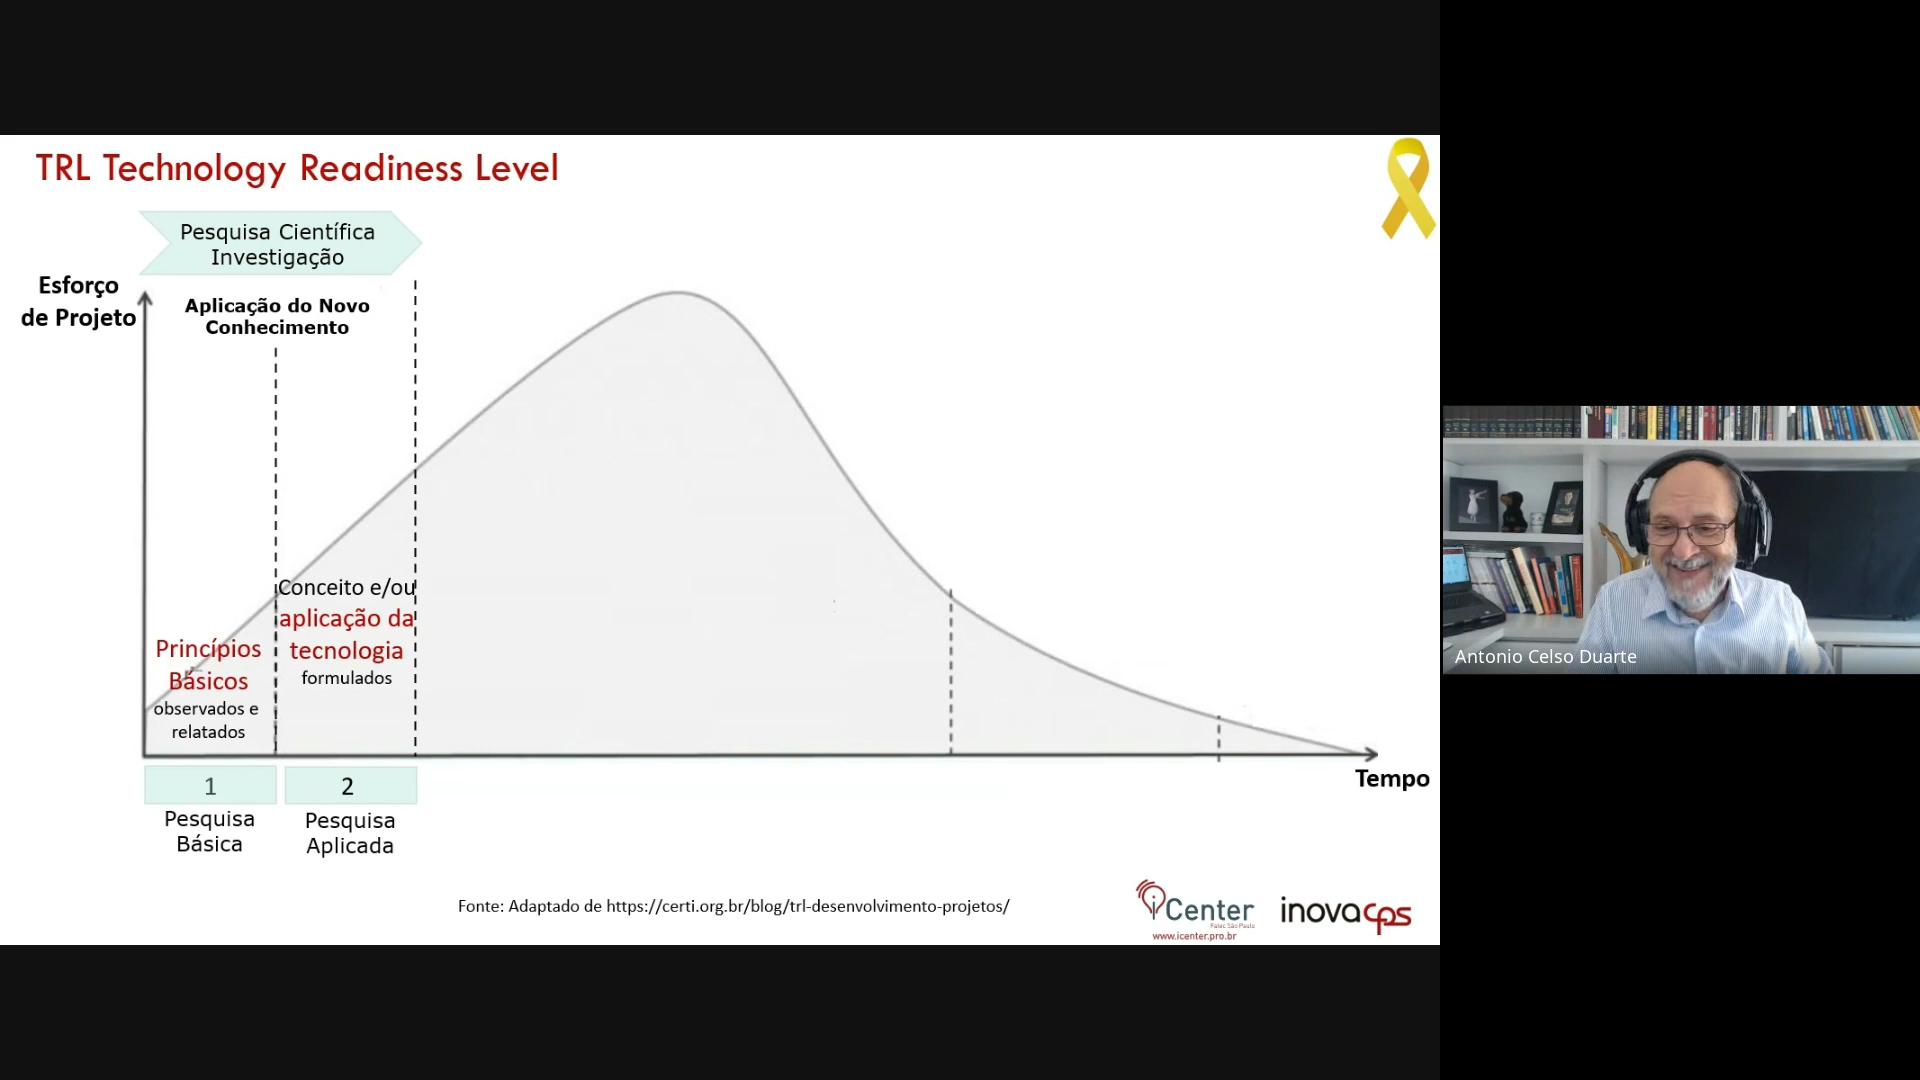 TRL Technology Readiness Level
Pesquisa Científica
Investigação
Esforço
de Projeto
Aplicação do Novo
Conhecimento
Conceito e/ou
aplicação da
tecnologia
formulados
Princípios
Básicos
observados e
relatados
Tempo
1
2
Pesquisa
Básica
Pesquisa
Aplicada
Fonte: Adaptado de https://certi.org.br/blog/trl-desenvolvimento-projetos/
iCenter
Fatec São Paulo
www.icenter.pro.br
inovacps
Antonio Celso Duarte